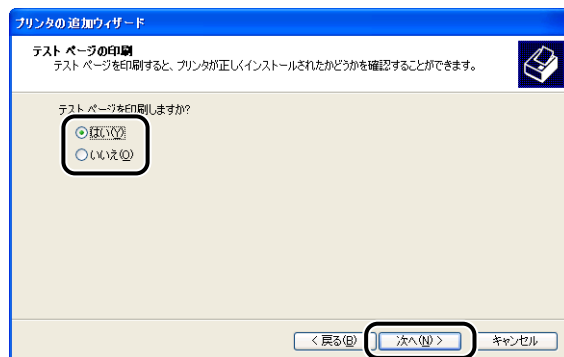 プリンタの追加ウィザード
テスト ページの印刷
テスト ページを印刷すると、プリンタが正しくインストールされたかどうかを確認することができます。
テスト ページを印刷しますか?
はい(Y)
いいえ(O)
< 戻る(B)
次へ(N) >
キャンセル